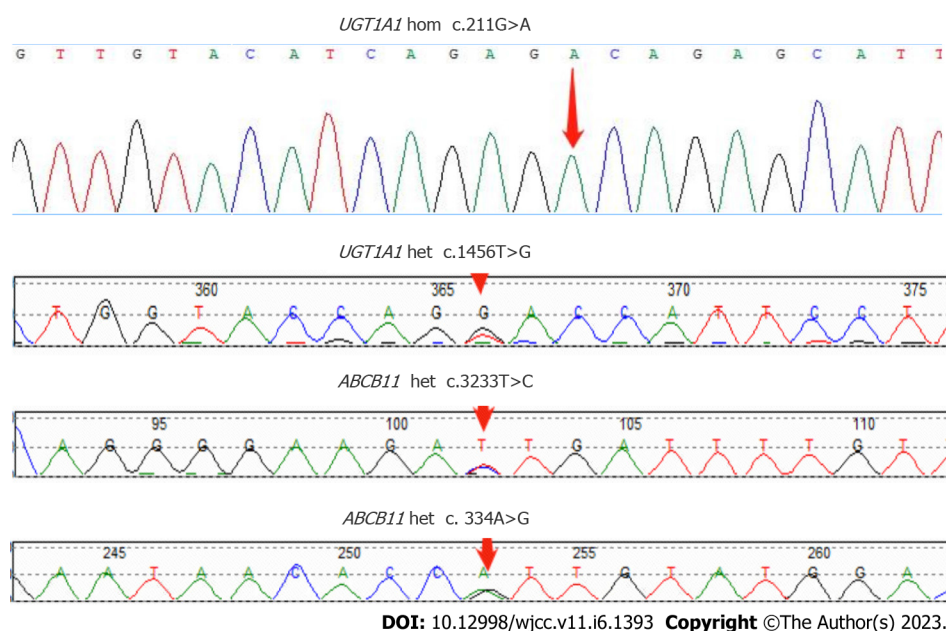 UGT1A1 hom c.211G>A
G T T G T A C A T C A G A G A C A G A G C A T T
UGT1A1 het c.1456T>G
360 365 370 375
T G G T A C C A G G A C C A T T C C T
ABCB11 het c.3233T>C
95 100 105 110
A G G G G A A G A T T G A T T T T G T T
ABCB11 het c. 334A>G
245 250 255 260
A A T A A C A C C A T T G T A T G G A
DOI: 10.12998/wjcc.v11.i6.1393 Copyright ©The Author(s) 2023.